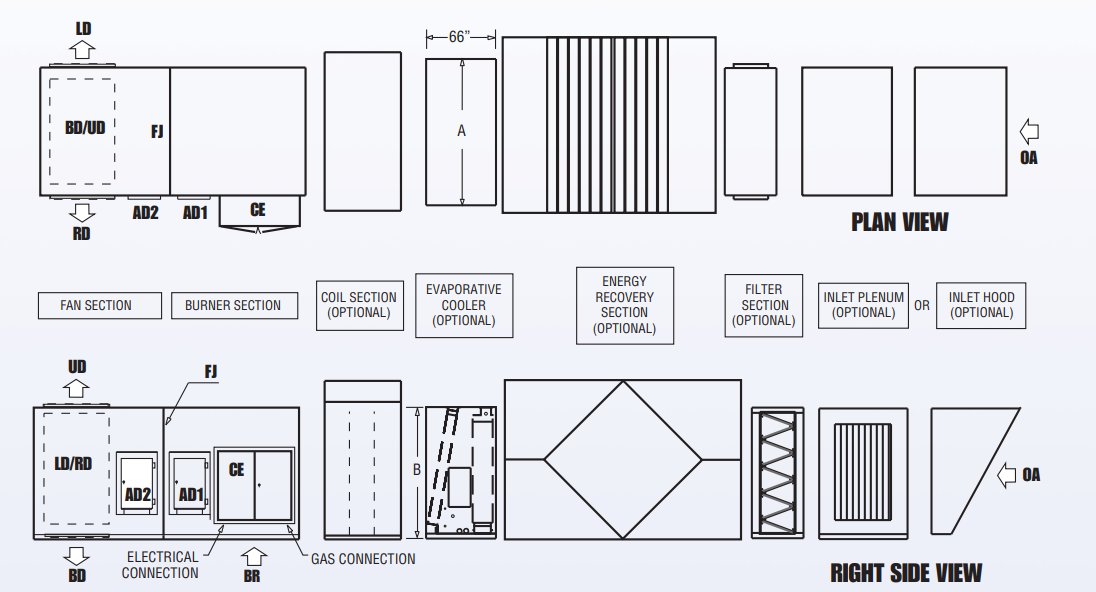 LD
66”
BD/UD
FJ
A
OA
AD2
AD1
CE
RD
PLAN VIEW
FAN SECTION
BURNER SECTION
COIL SECTION
(OPTIONAL)
EVAPORATIVE
COOLER
(OPTIONAL)
ENERGY
RECOVERY
SECTION
(OPTIONAL)
FILTER
SECTION
(OPTIONAL)
INLET PLENUM
(OPTIONAL)
OR
INLET HOOD
(OPTIONAL)
UD
FJ
LD/RD
CE
B
AD2
AD1
OA
ELECTRICAL
CONNECTION
GAS CONNECTION
BD
BR
RIGHT SIDE VIEW